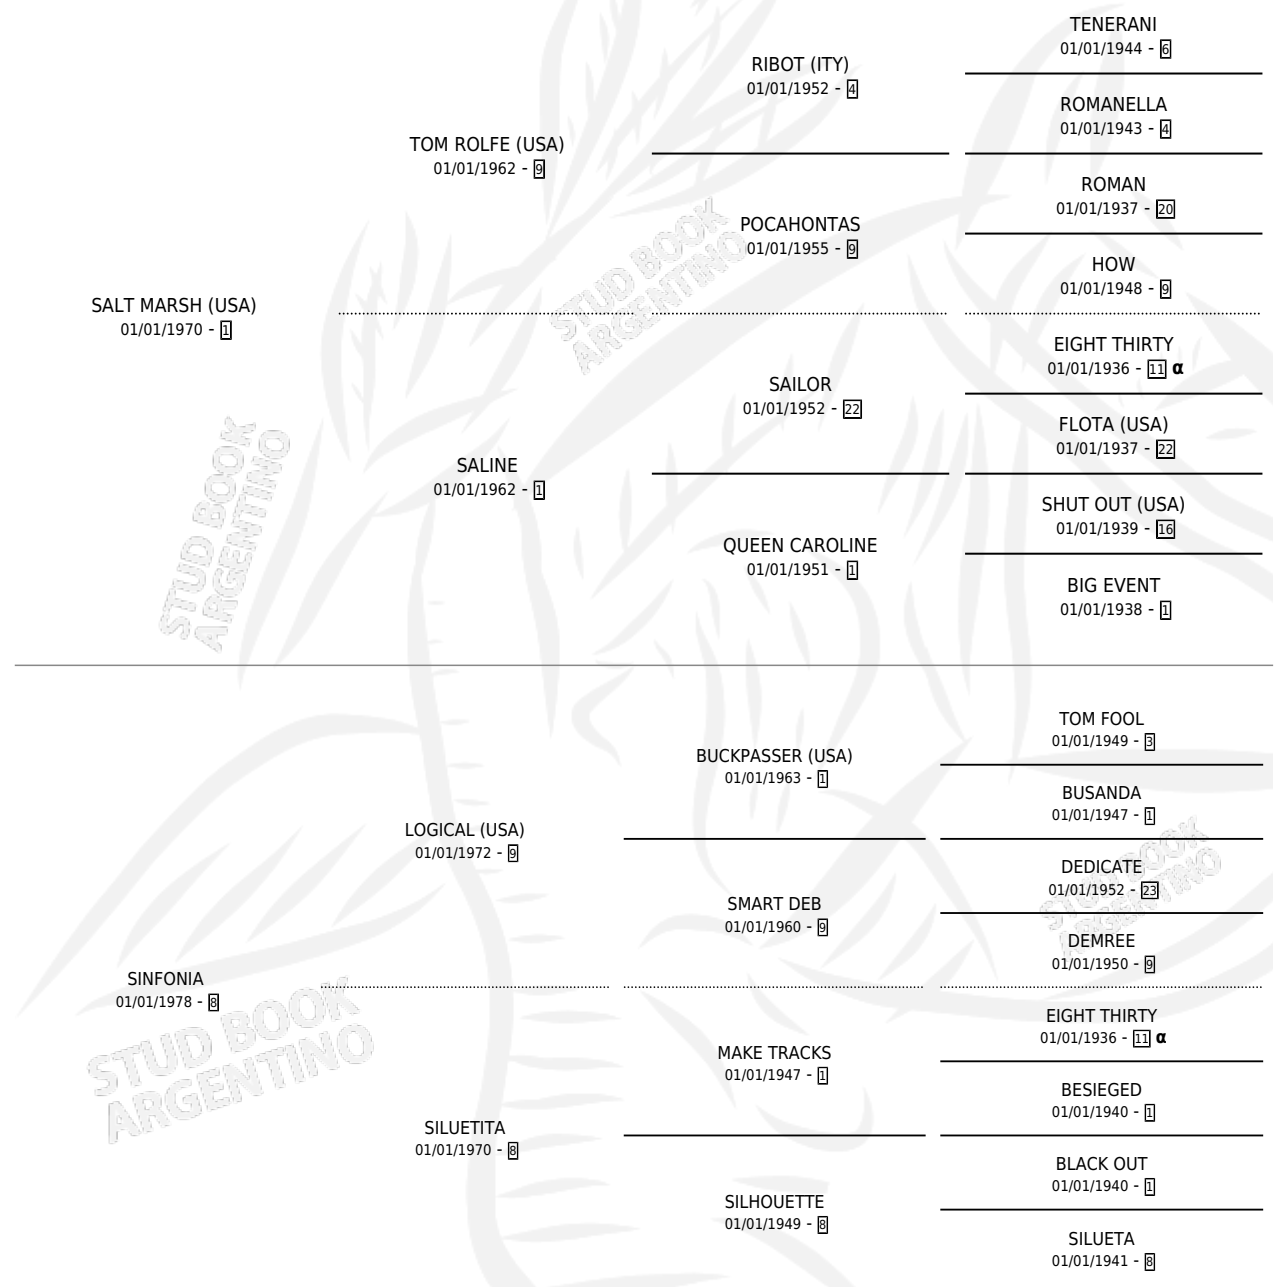 TENERANI
01/01/1944 - 6
RIBOT (ITY)
01/01/1952 - 4
ROMANELLA
01/01/1943 - 4
TOM ROLFE (USA)
01/01/1962 - 9
ROMAN
01/01/1937 - 20
POCAHONTAS
01/01/1955 - 9
HOW
01/01/1948 - 9
SALT MARSH (USA)
01/01/1970 - 1
STUD BOOK
ARGENTINO
EIGHT THIRTY
01/01/1936 - 11 α
SAILOR
01/01/1952 - 22
FLOTA (USA)
01/01/1937 - 22
SALINE
01/01/1962 - 1
SHUT OUT (USA)
01/01/1939 - 16
QUEEN CAROLINE
01/01/1951 - 1
BIG EVENT
01/01/1938 - 1
STUD BOOK
ARGENTINO
TOM FOOL
01/01/1949 - 3
BUCKPASSER (USA)
01/01/1963 - 1
BUSANDA
01/01/1947 - 1
LOGICAL (USA)
01/01/1972 - 9
DEDICATE
01/01/1952 - 23
SMART DEB
01/01/1960 - 9
DEMREE
01/01/1950 - 9
STUD BOOK
ARGENTINO
SINFONIA
01/01/1978 - 8
EIGHT THIRTY
01/01/1936 - 11 α
MAKE TRACKS
01/01/1947 - 1
BESIEGED
01/01/1940 - 1
STUD BOOK
ARGENTINO
SILUETITA
01/01/1970 - 8
BLACK OUT
01/01/1940 - 1
SILHOUETTE
01/01/1949 - 8
SILUETA
01/01/1941 - 8